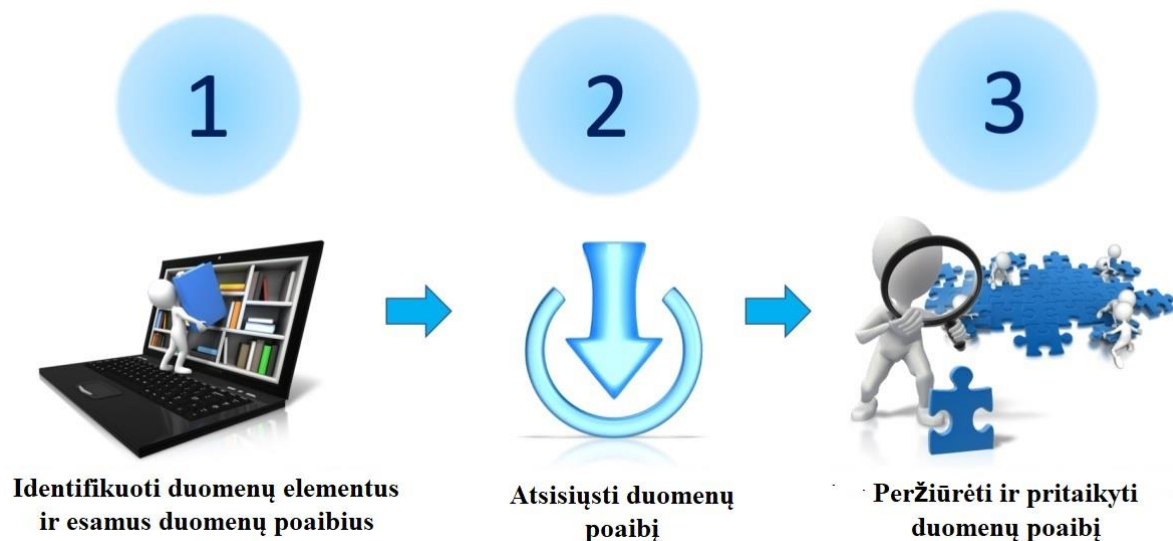 1
2
3
Identifikuoti duomenų elementus
ir esamus duomenų poaibius
Atsisiųsti duomenų
poaibį
Peržiūrėti ir pritaikyti
duomenų poaibį